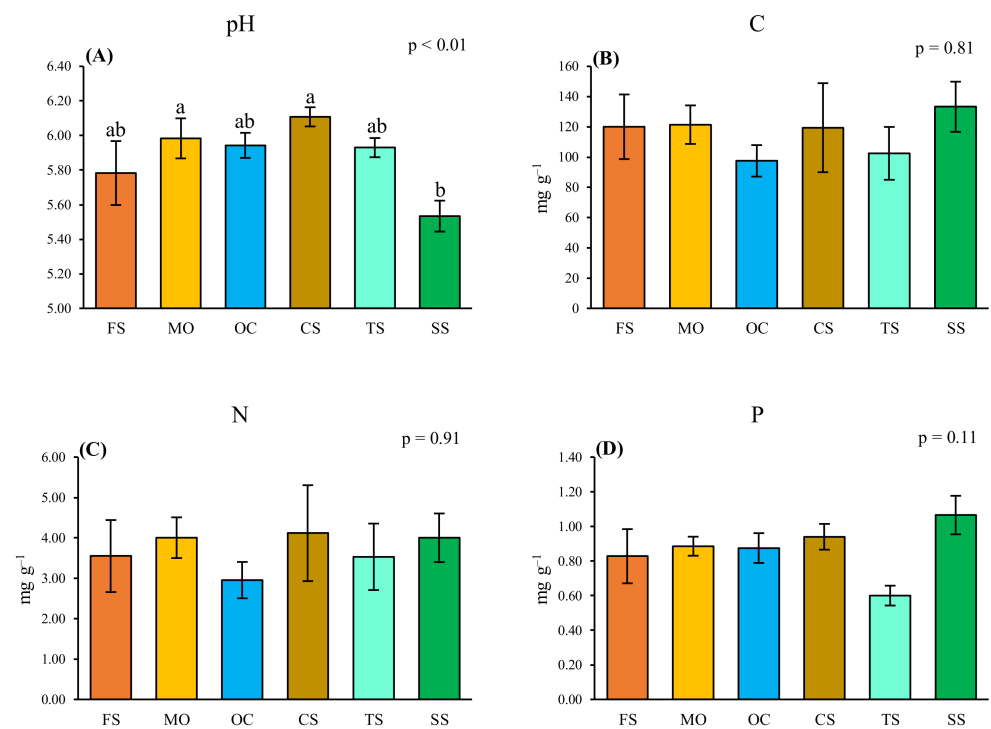 pH
(A)
p < 0.01
6.40
6.20
6.00
5.80
5.60
5.40
5.20
5.00
ab
a
ab
a
ab
b
FS MO OC CS TS SS
C
(B)
p = 0.81
mg g⁻¹
160
140
120
100
80
60
40
20
0
FS MO OC CS TS SS
N
(C)
p = 0.91
mg g⁻¹
6.00
5.00
4.00
3.00
2.00
1.00
0.00
FS MO OC CS TS SS
P
(D)
p = 0.11
mg g⁻¹
1.40
1.20
1.00
0.80
0.60
0.40
0.20
0.00
FS MO OC CS TS SS